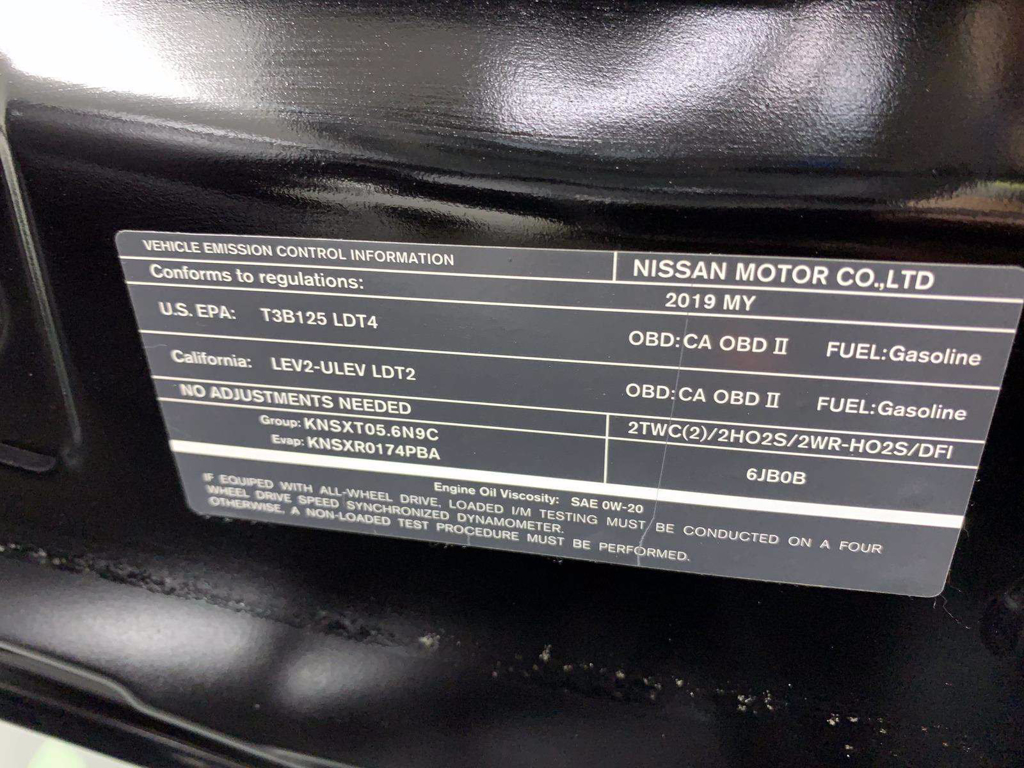 VEHICLE EMISSION CONTROL INFORMATION
NISSAN MOTOR CO.,LTD
Conforms to regulations:
2019 MY
U.S. EPA: T3B125 LDT4
OBD:CA OBD II FUEL:Gasoline
California: LEV2-ULEV LDT2
OBD:CA OBD II FUEL:Gasoline
NO ADJUSTMENTS NEEDED
Group: KNSXT05.6N9C
2TWC(2)/2HO2S/2WR-HO2S/DFI
Evap: KNSXR0174PBA
6JB0B
Engine Oil Viscosity: SAE 0W-20
IF EQUIPED WITH ALL-WHEEL DRIVE, LOADED I/M TESTING MUST BE CONDUCTED ON A FOUR
WHEEL DRIVE SPEED SYNCHRONIZED DYNAMOMETER.
OTHERWISE, A NON-LOADED TEST PROCEDURE MUST BE PERFORMED.